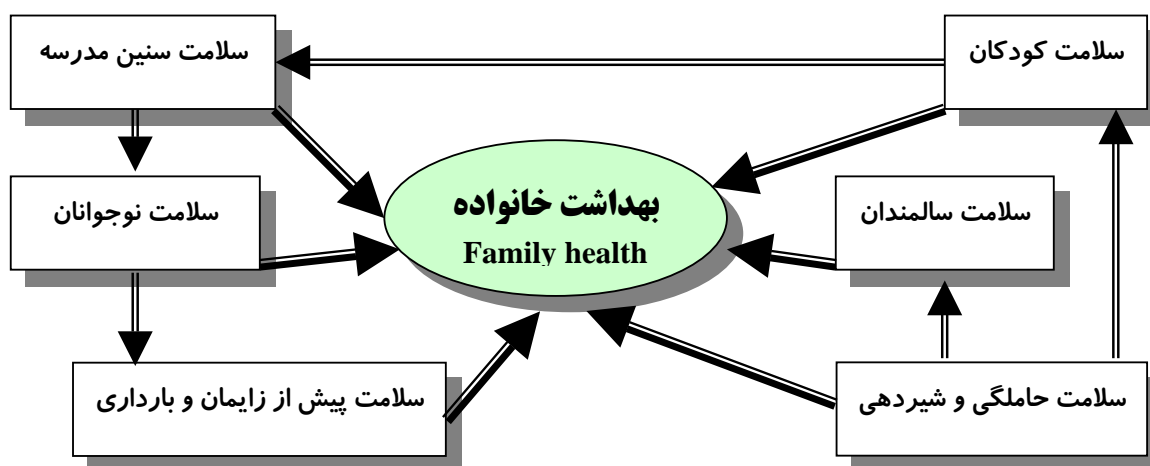 سلامت کودکان
سلامت سنین مدرسه
بهداشت خانواده
Family health
سلامت سالمندان
سلامت نوجوانان
سلامت حاملگی و شیردهی
سلامت پیش از زایمان و بارداری